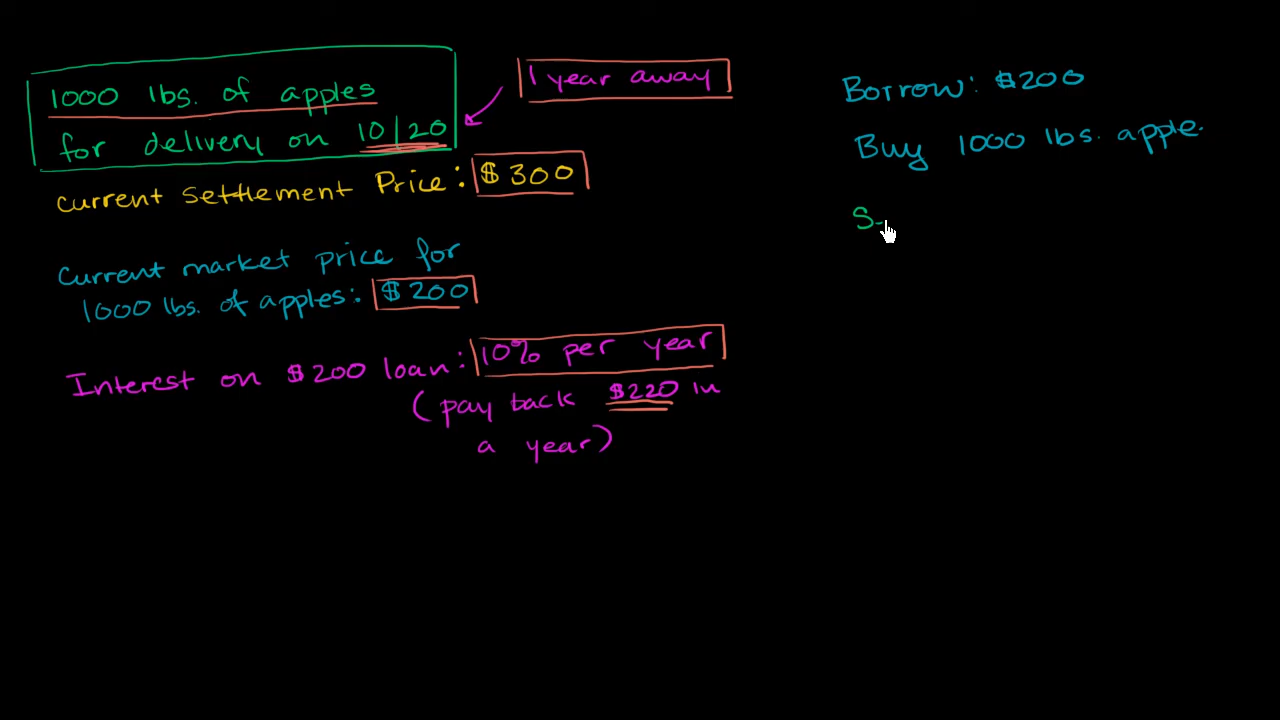 1000 lbs. of apples
for delivery on 10/20
1 year away
current settlement Price: $300
Current market price for
1000 lbs. of apples: $200
Interest on $200 loan: 10% per year
(pay back $220 in
a year)
Borrow: $200
Buy 1000 lbs. apple.
S